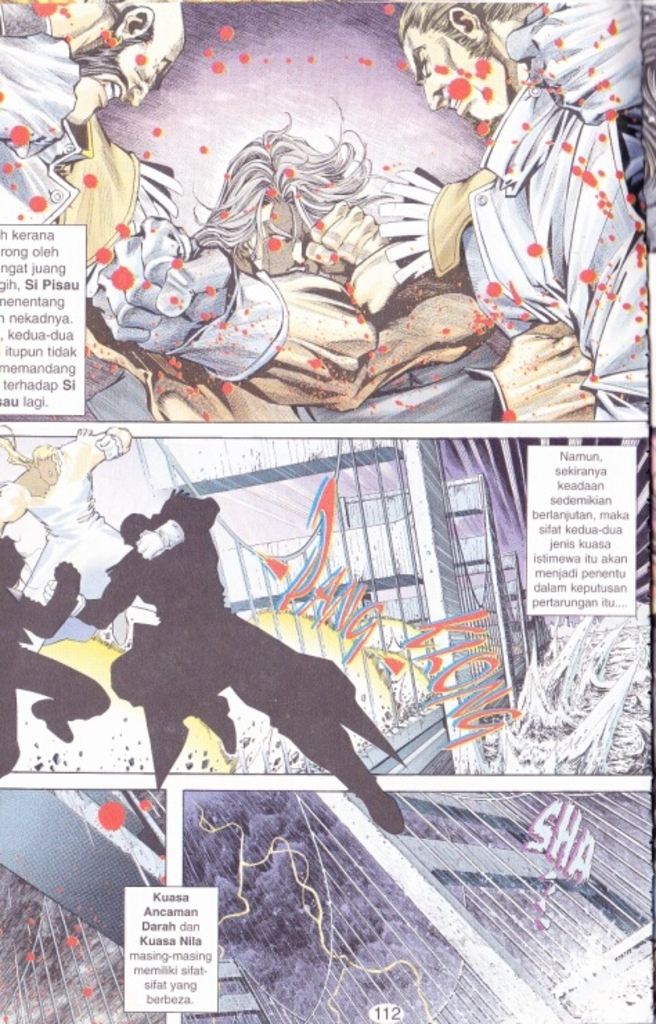 h kerana
rong oleh
ngat juang
gih, Si Pisau
nenentang
n nekadnya.
, kedua-dua
itupun tidak
memandang
terhadap Si
sau lagi.
Namun,
sekiranya
keadaan
sedemikian
berlanjutan, maka
sifat kedua-dua
jenis kuasa
istimewa itu akan
menjadi penentu
dalam keputusan
pertarungan itu....
Kuasa
Ancaman
Darah dan
Kuasa Nila
masing-masing
memiliki sifat-
sifat yang
berbeza.
SHA
112